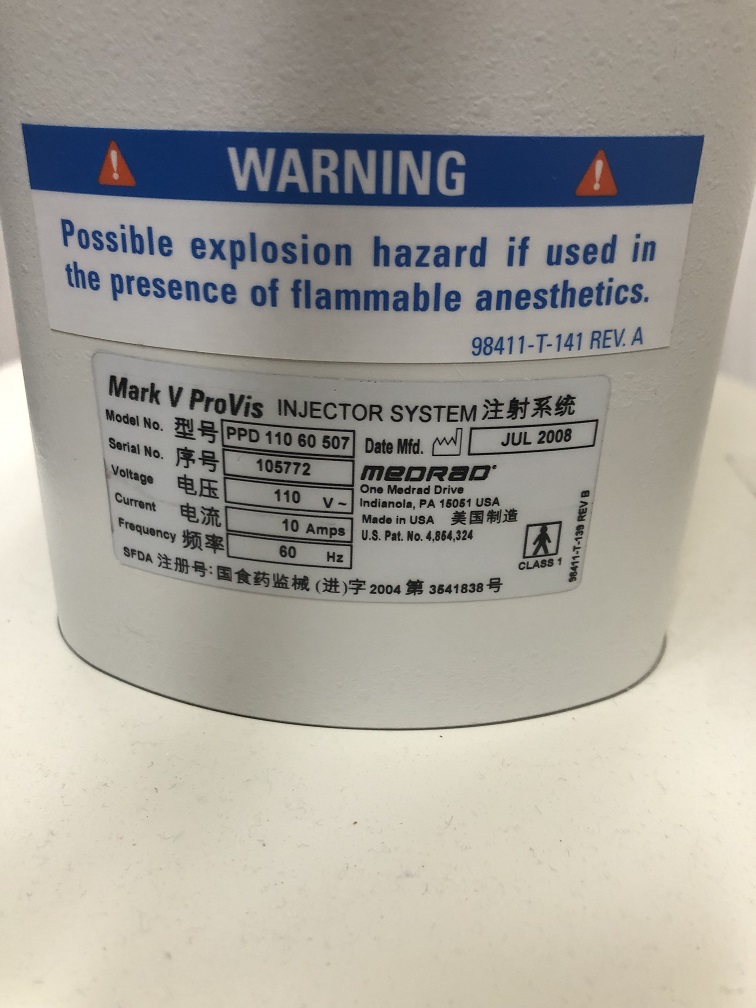 WARNING
Possible explosion hazard if used in
the presence of flammable anesthetics.
98411-T-141 REV. A
Mark V ProVis INJECTOR SYSTEM 注射系统
Model No. 型号 PPD 110 60 507
Serial No. 序号 105772
Voltage 电压 110 V ~
Current 电流 10 Amps
Frequency 频率 60 Hz
Date Mfd. JUL 2008
MEDRAD
One Medrad Drive
Indianola, PA 15051 USA
Made in USA 美国制造
U.S. Pat. No. 4,854,324
CLASS 1
98411-T-139 REV B
SFDA 注册号: 国食药监械 (进) 字 2004 第 3541838 号